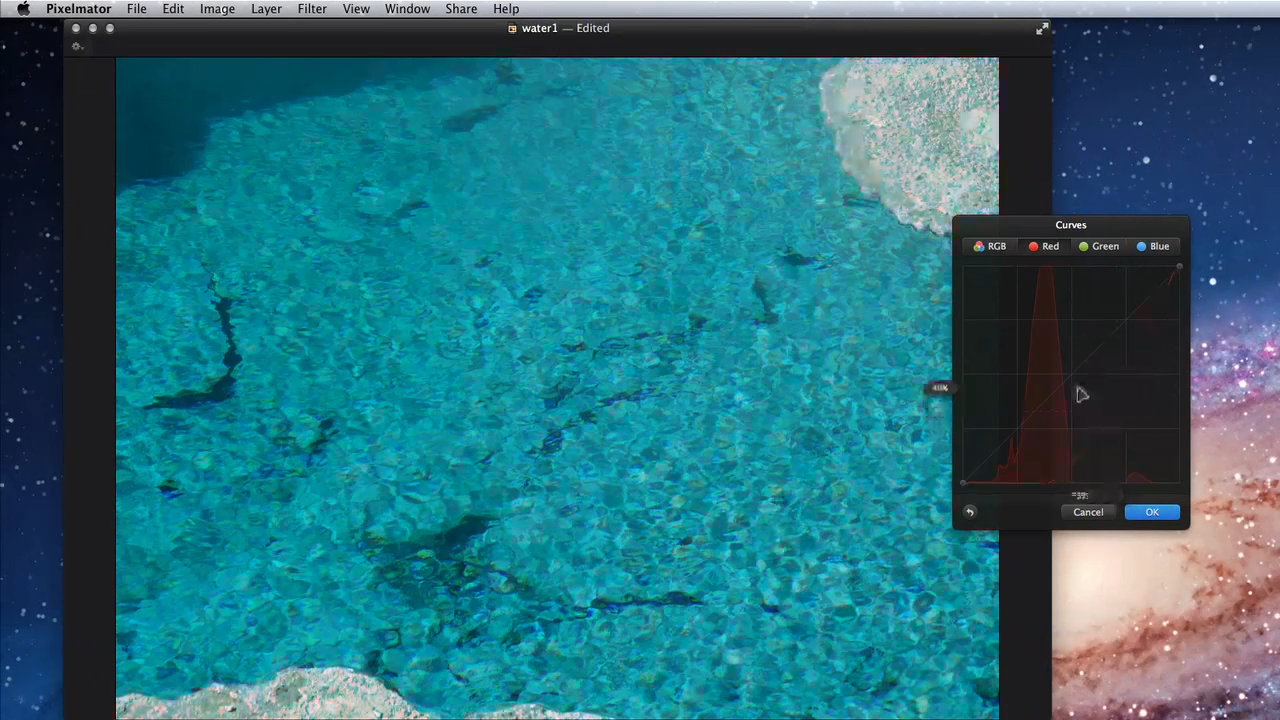 Pixelmator File Edit Image Layer Filter View Window Share Help
water1 — Edited
Curves
RGB Red Green Blue
Cancel OK